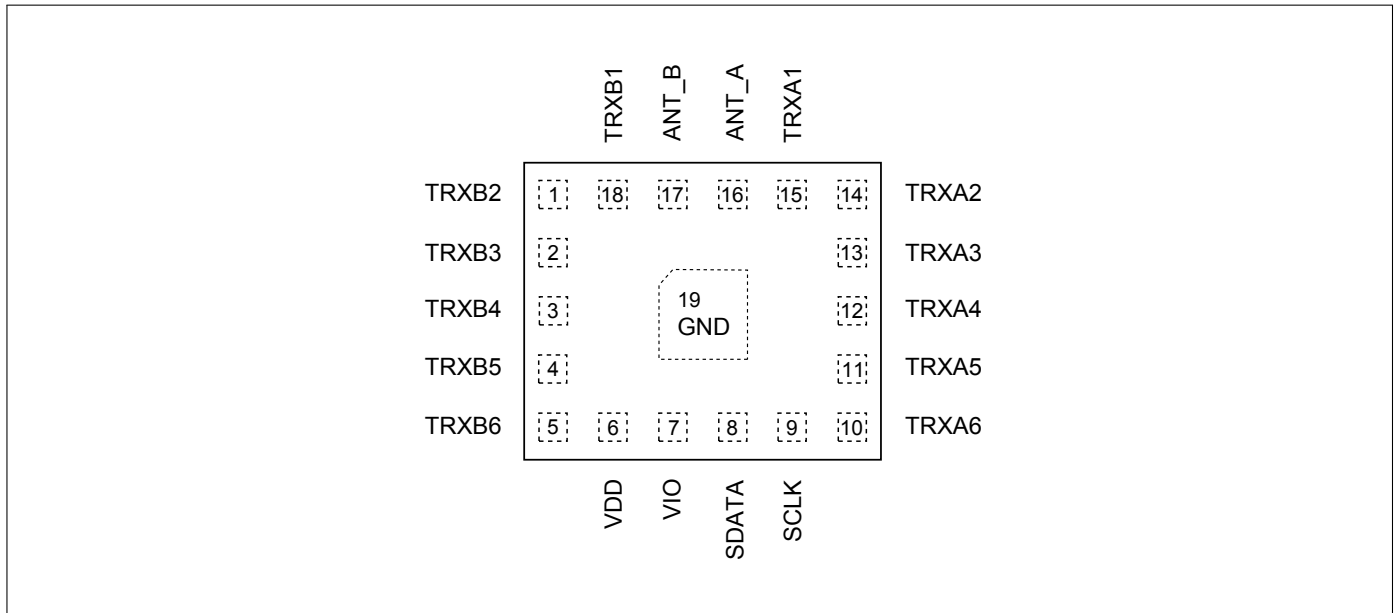 TRXB1
ANT_B
ANT_A
TRXA1
TRXB2 1 18 17 16 15 14 TRXA2
TRXB3 2 13 TRXA3
19
GND
TRXB4 3 12 TRXA4
TRXB5 4 11 TRXA5
TRXB6 5 6 7 8 9 10 TRXA6
VDD
VIO
SDATA
SCLK